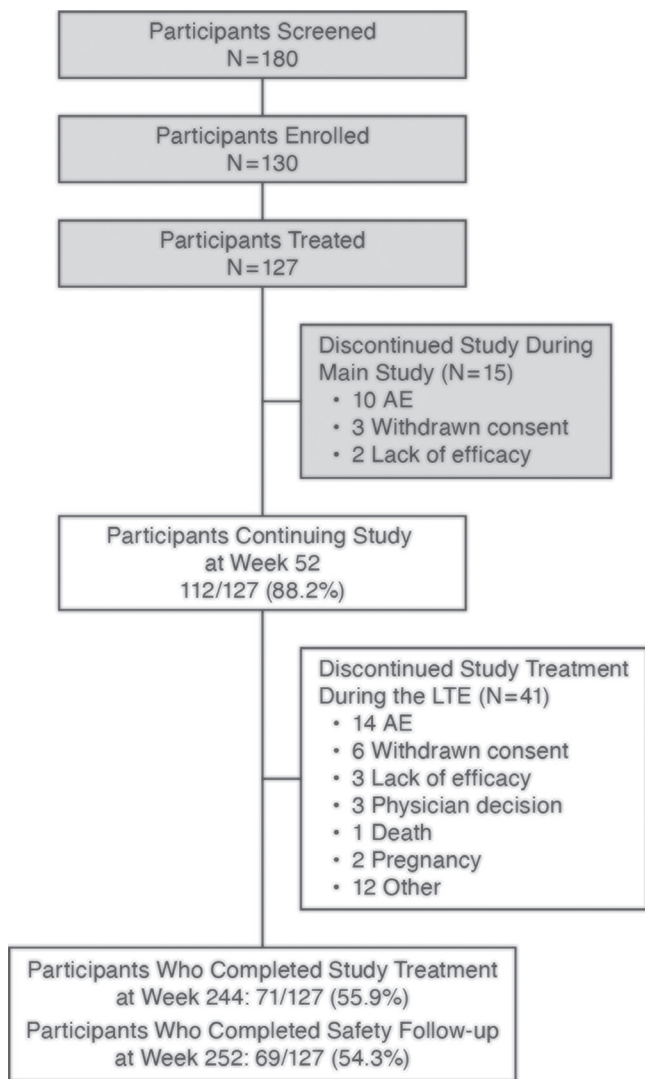 Participants Screened
N=180
Participants Enrolled
N=130
Participants Treated
N=127
Discontinued Study During
Main Study (N=15)
• 10 AE
• 3 Withdrawn consent
• 2 Lack of efficacy
Participants Continuing Study
at Week 52
112/127 (88.2%)
Discontinued Study Treatment
During the LTE (N=41)
• 14 AE
• 6 Withdrawn consent
• 3 Lack of efficacy
• 3 Physician decision
• 1 Death
• 2 Pregnancy
• 12 Other
Participants Who Completed Study Treatment
at Week 244: 71/127 (55.9%)
Participants Who Completed Safety Follow-up
at Week 252: 69/127 (54.3%)